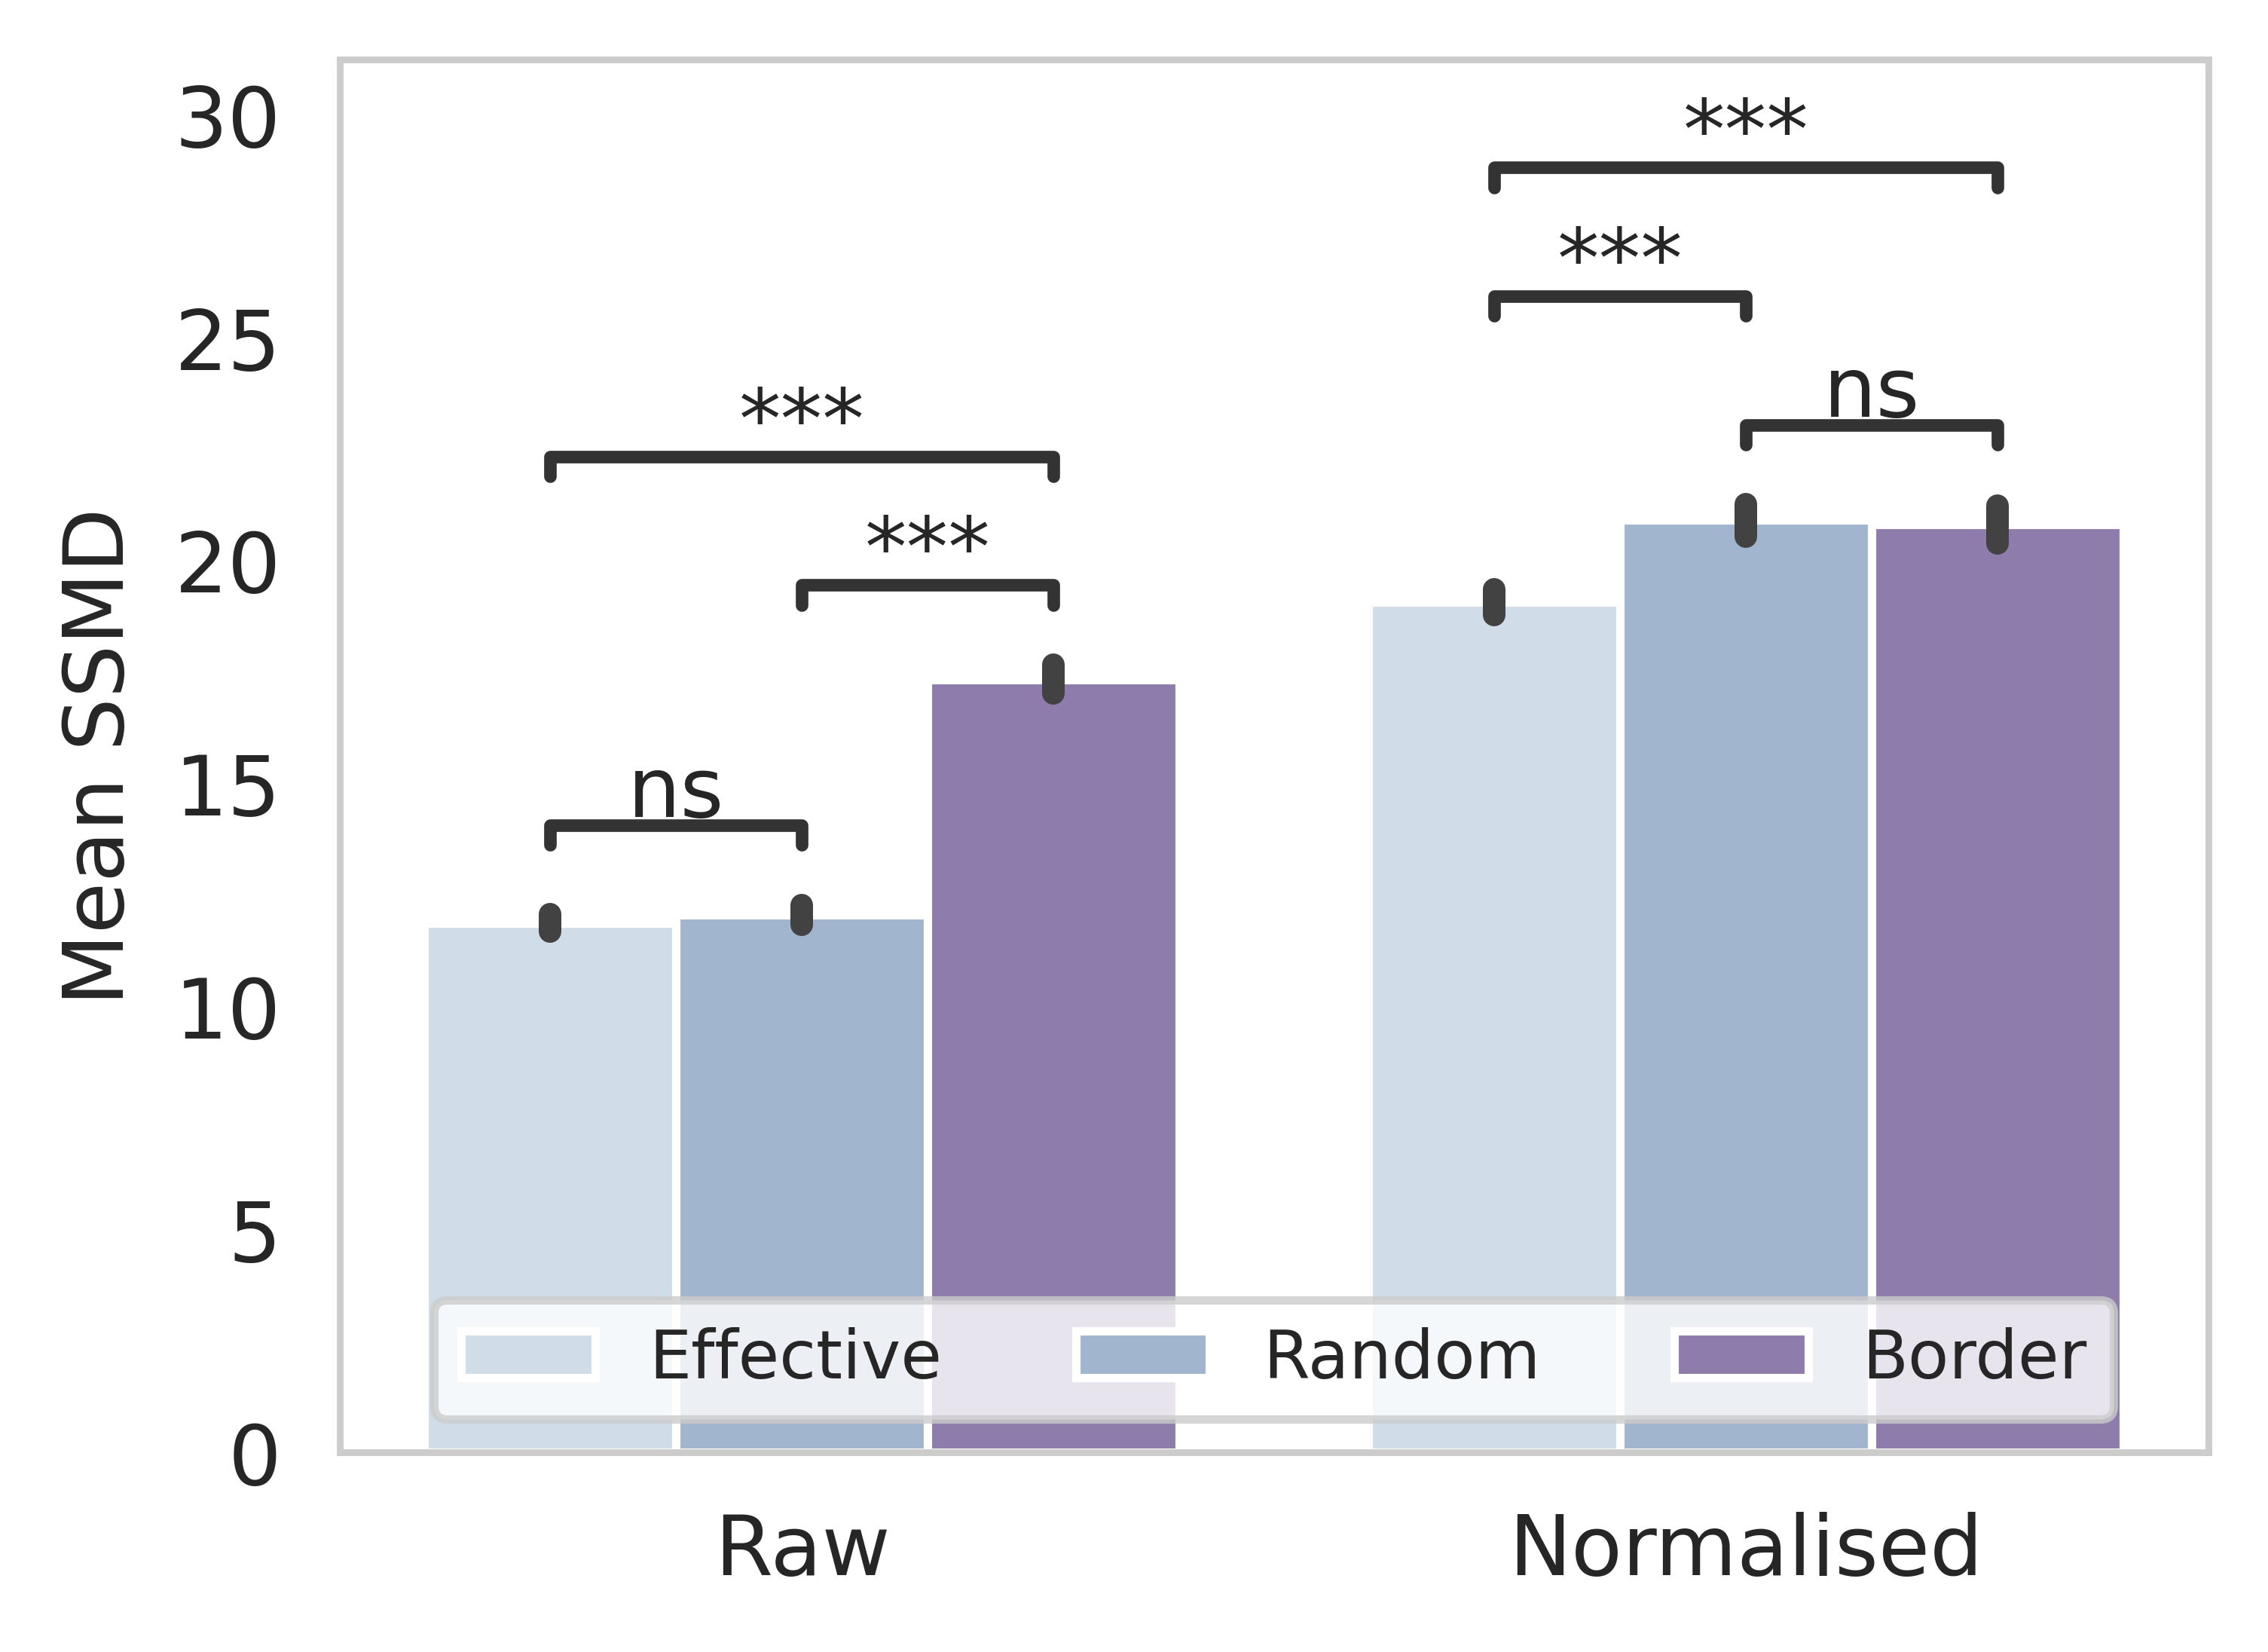 Mean SSMD
30
25
20
15
10
5
0
***
***
ns
***
***
ns
Effective Random Border
Raw Normalised